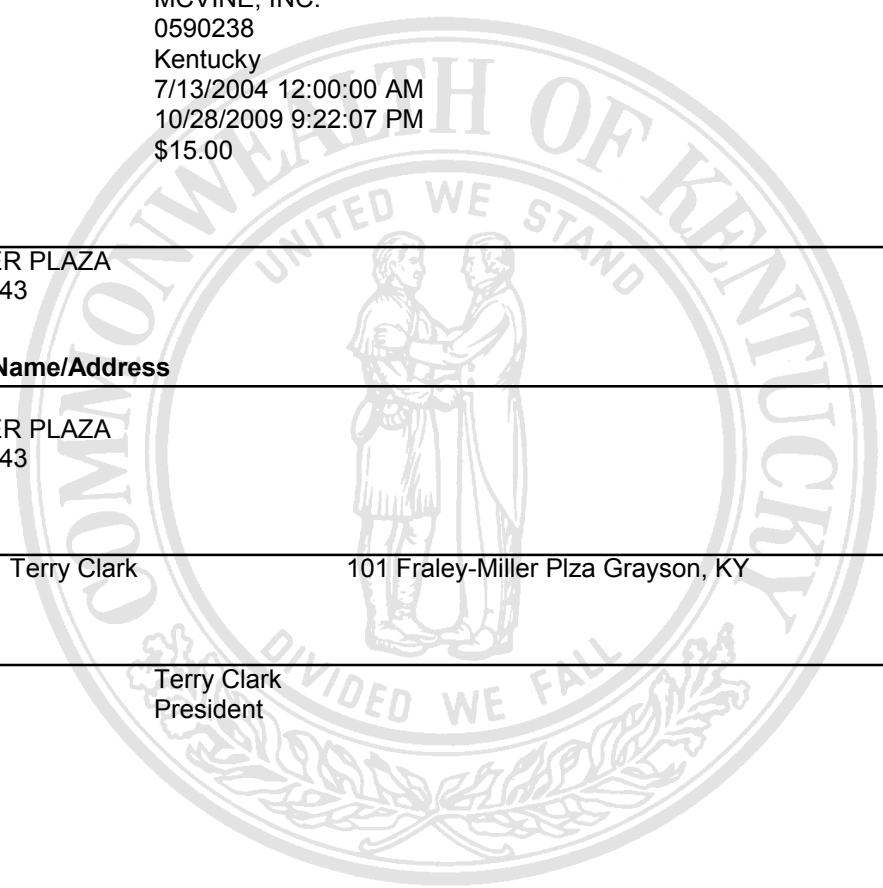 MCVINE, INC.
0590238
Kentucky
7/13/2004 12:00:00 AM
10/28/2009 9:22:07 PM
$15.00
ER PLAZA
43
Name/Address
ER PLAZA
43
Terry Clark 101 Fraley-Miller Plza Grayson, KY
Terry Clark
President
COMMONWEALTH OF KENTUCKY
UNITED WE STAND
DIVIDED WE FALL